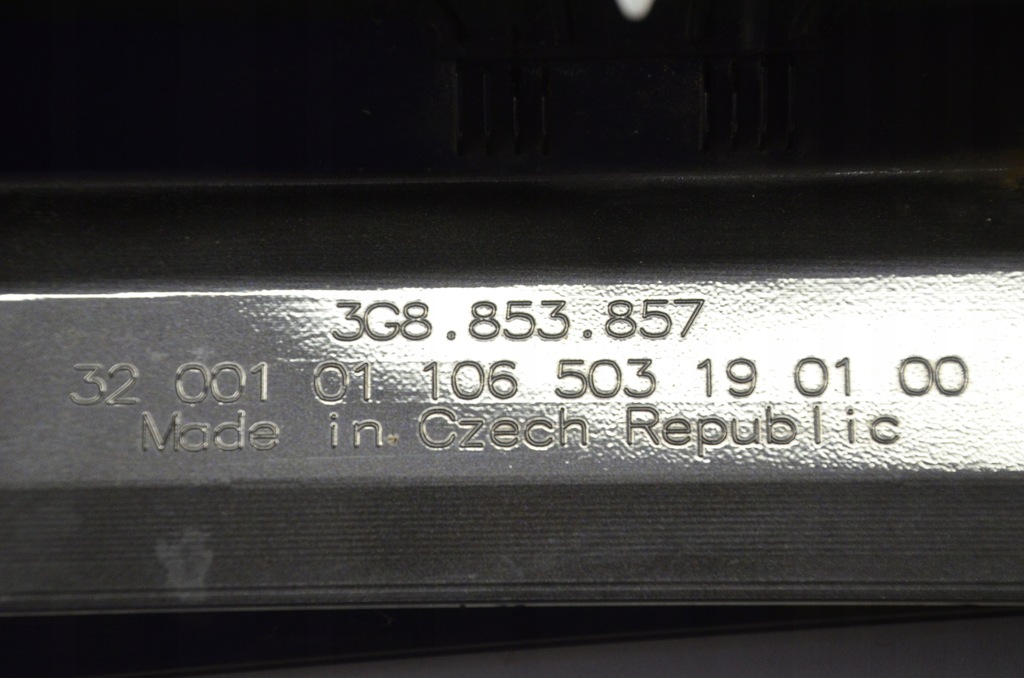 3G8.853.857
32 001 01 106 503 19 01 00
Made in Czech Republic